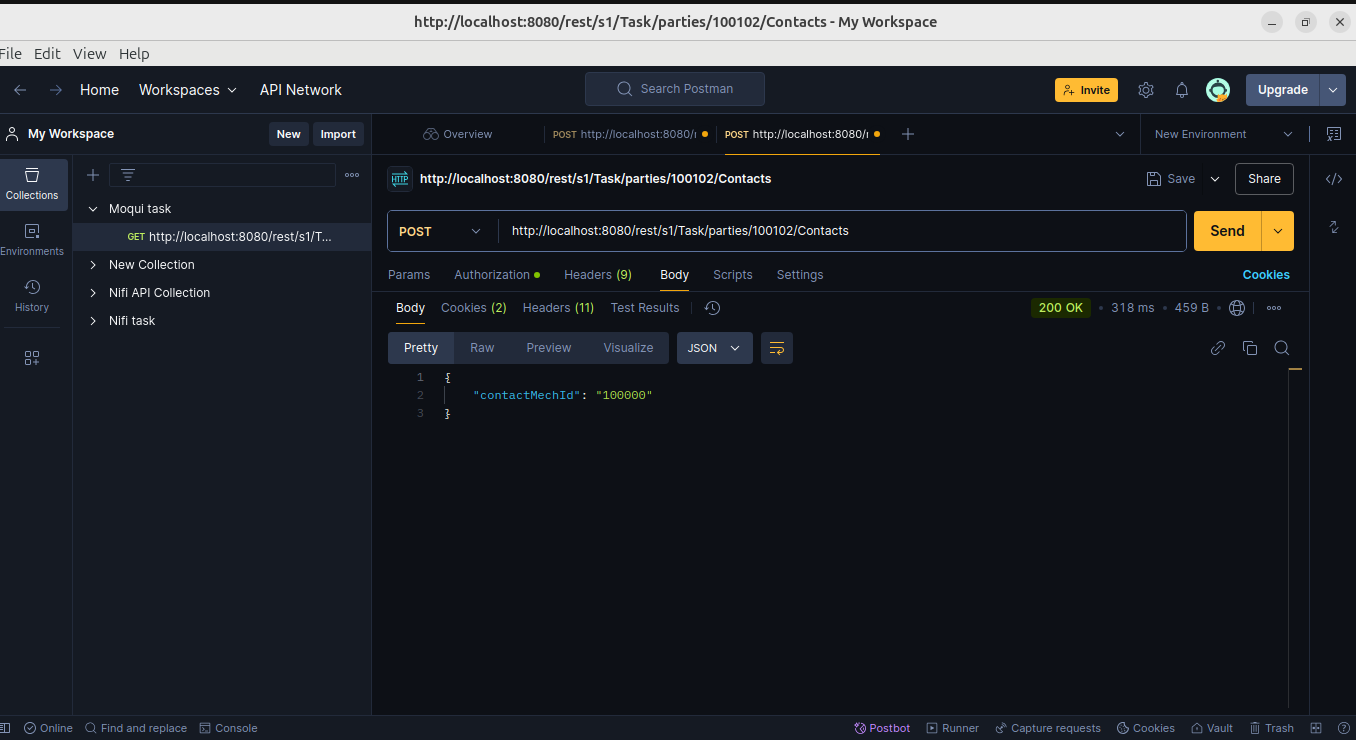 http://localhost:8080/rest/s1/Task/parties/100102/Contacts - My Workspace
File Edit View Help
Home Workspaces API Network Search Postman Invite Upgrade
My Workspace New Import Overview POST http://localhost:8080/r POST http://localhost:8080/r New Environment
Collections
Environments
History
Moqui task
GET http://localhost:8080/rest/s1/T...
New Collection
Nifi API Collection
Nifi task
HTTP http://localhost:8080/rest/s1/Task/parties/100102/Contacts Save Share
POST http://localhost:8080/rest/s1/Task/parties/100102/Contacts Send
Params Authorization Headers (9) Body Scripts Settings Cookies
Body Cookies (2) Headers (11) Test Results 200 OK • 318 ms • 459 B •
Pretty Raw Preview Visualize JSON
1 {
2 "contactMechId": "100000"
3 }
Online Find and replace Console Postbot Runner Capture requests Cookies Vault Trash